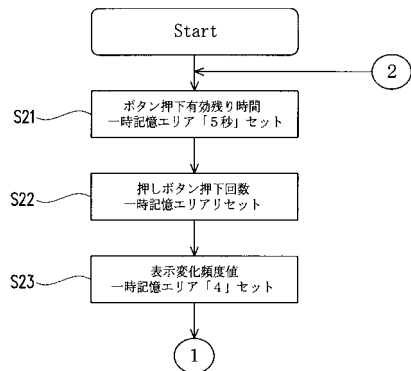 Start
2
S21
ボタン押下有効残り時間
一時記憶エリア「5秒」セット
S22
押しボタン押下回数
一時記憶エリアリセット
S23
表示変化頻度値
一時記憶エリア「4」セット
1